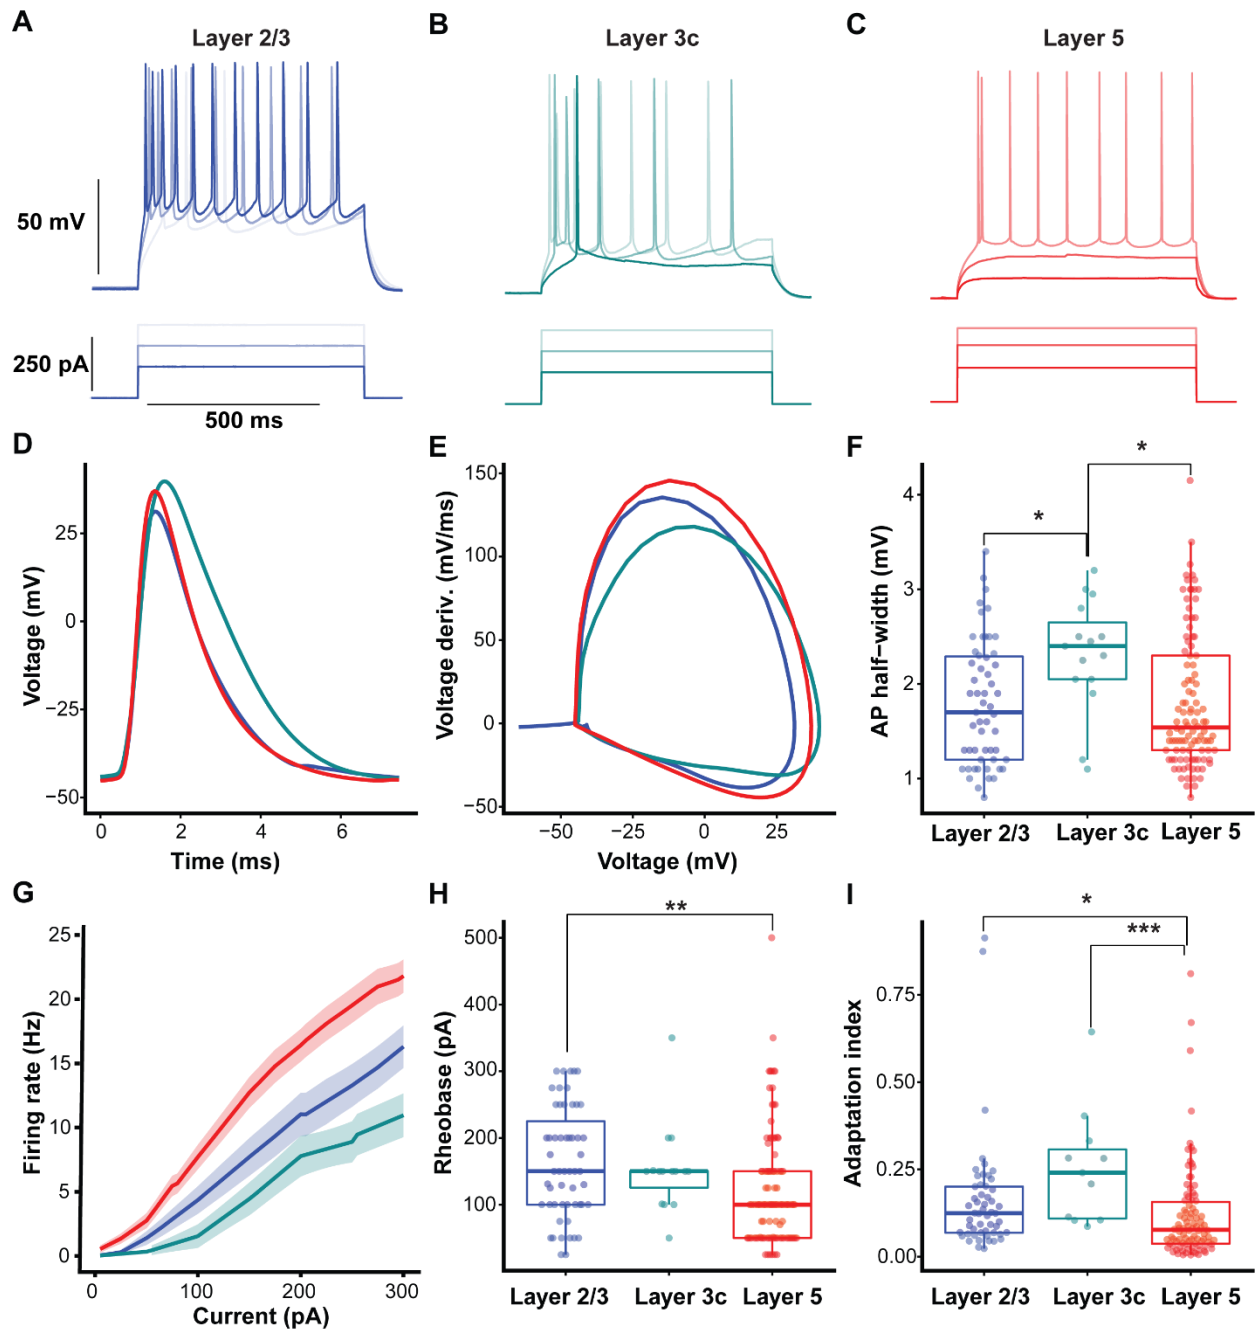 A
Layer 2/3
50 mV
250 pA
500 ms
B
Layer 3c
C
Layer 5
D
Voltage (mV)
25
0
−25
−50
0
2
4
6
Time (ms)
E
Voltage deriv. (mV/ms)
150
100
50
0
−50
−50
−25
0
25
Voltage (mV)
F
AP half−width (mV)
4
3
2
1
*
*
Layer 2/3
Layer 3c
Layer 5
G
Firing rate (Hz)
25
20
15
10
5
0
0
100
200
300
Current (pA)
H
Rheobase (pA)
500
400
300
200
100
**
Layer 2/3
Layer 3c
Layer 5
I
Adaptation index
0.75
0.50
0.25
0.00
*
***
Layer 2/3
Layer 3c
Layer 5